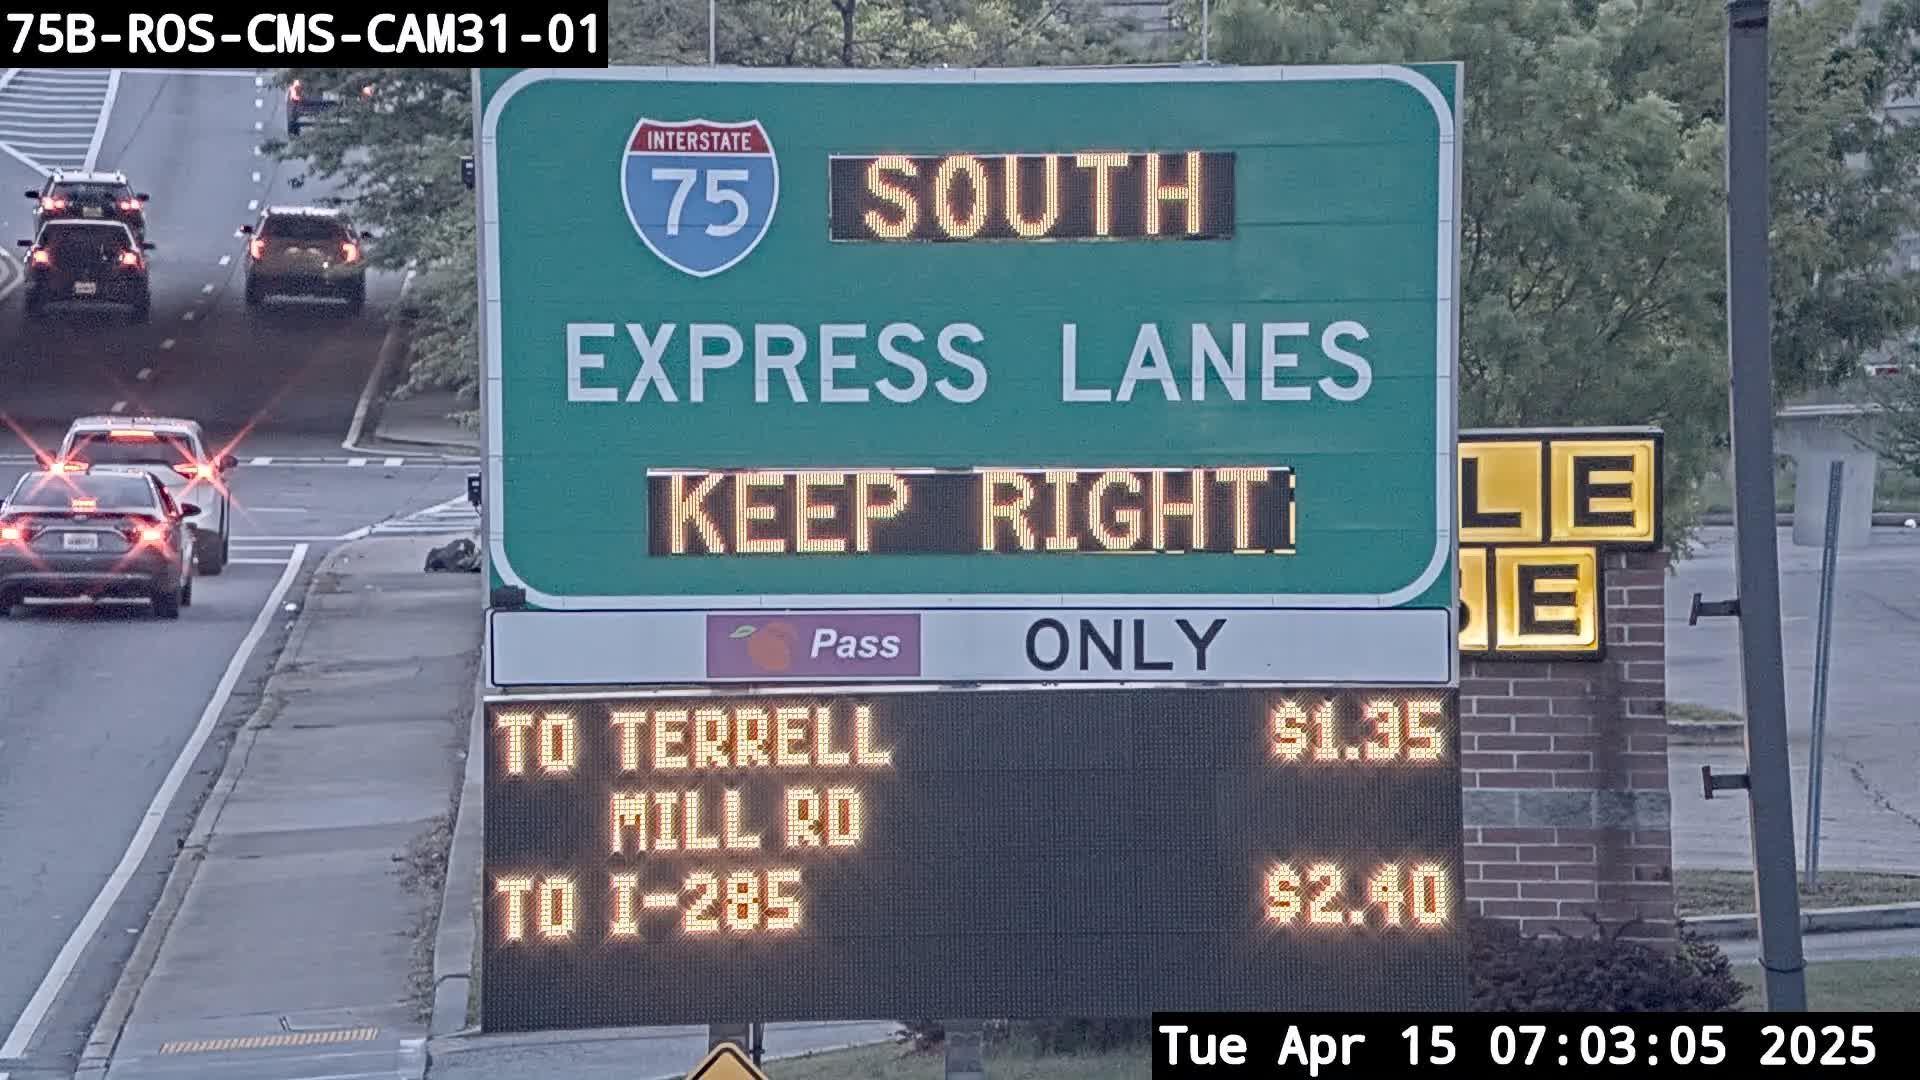 75B-ROS-CMS-CAM31-01
INTERSTATE
75
SOUTH
EXPRESS LANES
KEEP RIGHT
Pass ONLY
TO TERRELL $1.35
MILL RD
TO I-285 $2.40
LE
E
Tue Apr 15 07:03:05 2025